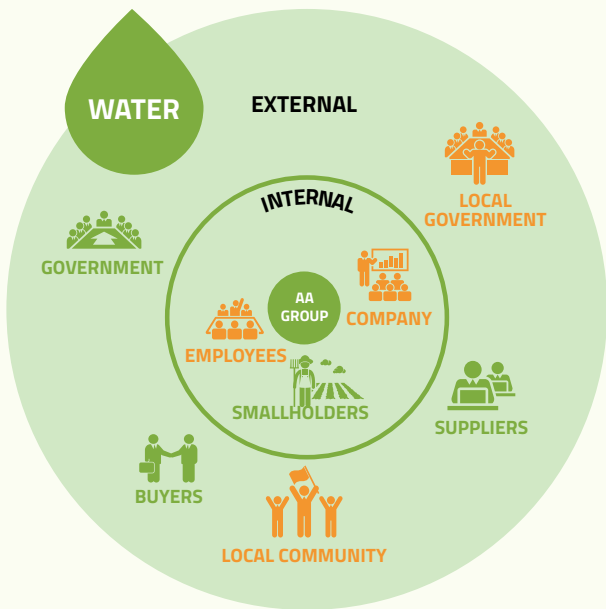 WATER
EXTERNAL
LOCAL
GOVERNMENT
INTERNAL
GOVERNMENT
AA
GROUP
COMPANY
EMPLOYEES
SMALLHOLDERS
SUPPLIERS
BUYERS
LOCAL COMMUNITY